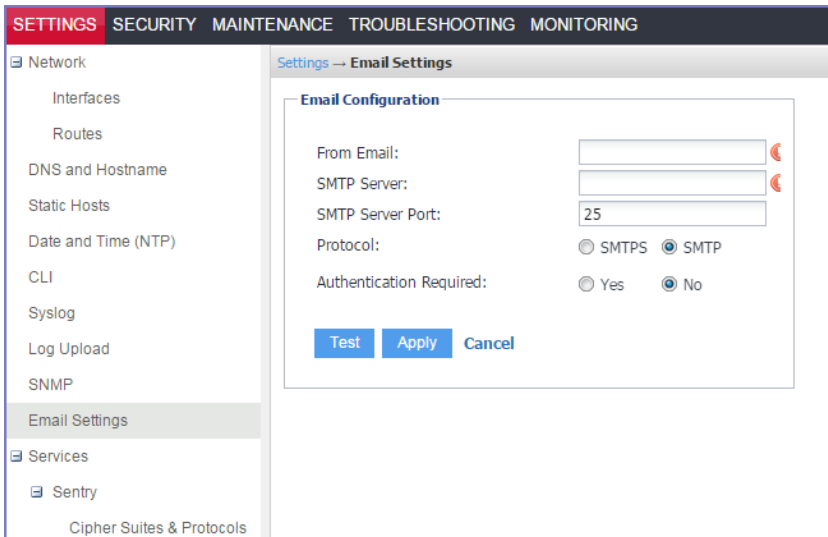 SETTINGS SECURITY MAINTENANCE TROUBLESHOOTING MONITORING
Network
Interfaces
Routes
DNS and Hostname
Static Hosts
Date and Time (NTP)
CLI
Syslog
Log Upload
SNMP
Email Settings
Services
Sentry
Cipher Suites & Protocols
Settings → Email Settings
Email Configuration
From Email:
SMTP Server:
SMTP Server Port: 25
Protocol: SMTPS SMTP
Authentication Required: Yes No
Test Apply Cancel